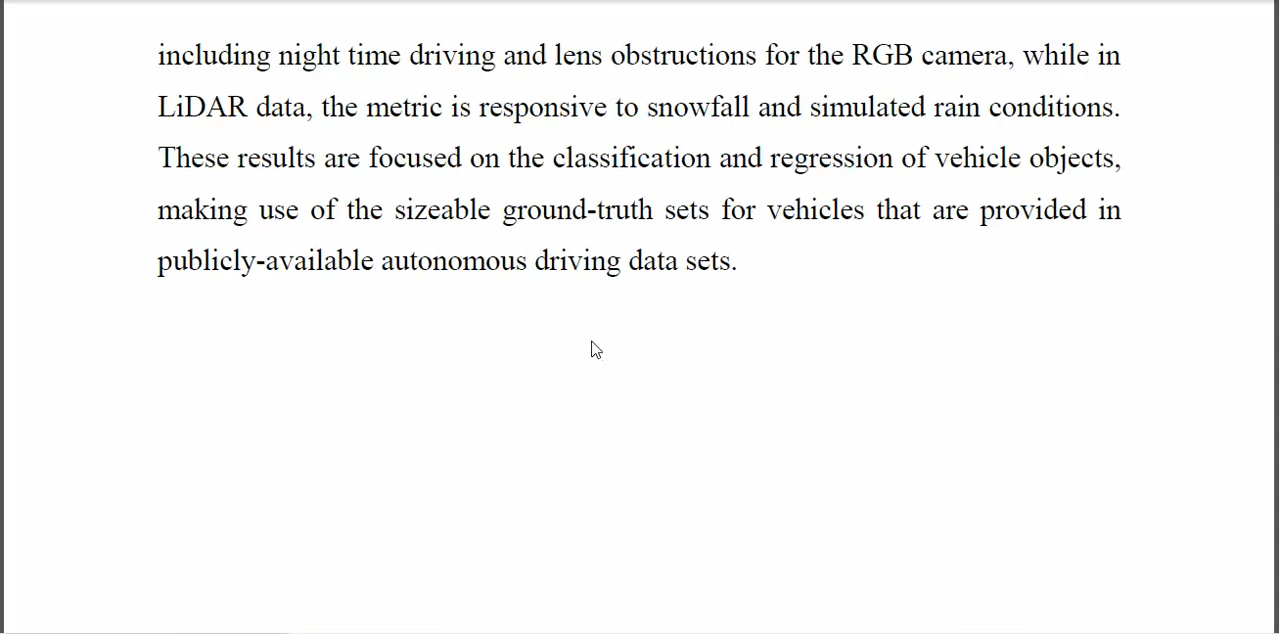 including night time driving and lens obstructions for the RGB camera, while in
LiDAR data, the metric is responsive to snowfall and simulated rain conditions.
These results are focused on the classification and regression of vehicle objects,
making use of the sizeable ground-truth sets for vehicles that are provided in
publicly-available autonomous driving data sets.